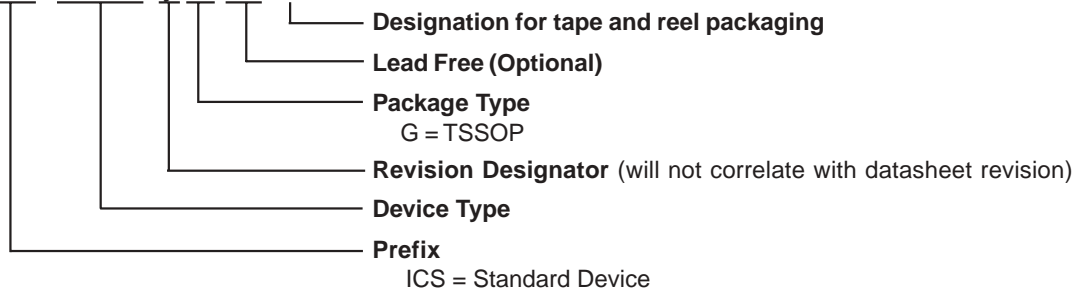 Designation for tape and reel packaging
Lead Free (Optional)
Package Type
G = TSSOP
Revision Designator (will not correlate with datasheet revision)
Device Type
Prefix
ICS = Standard Device